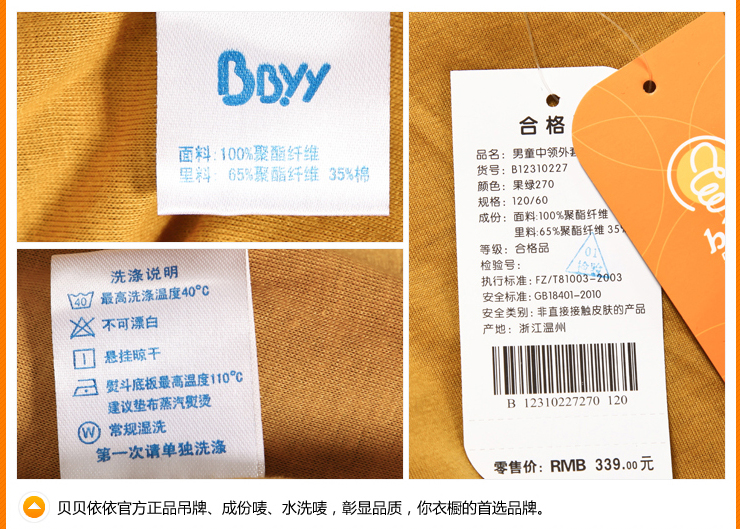 BBYY
面料:100%聚酯纤维
里料: 65%聚酯纤维 35%棉
洗涤说明
40 最高洗涤温度40°C
不可漂白
悬挂晾干
熨斗底板最高温度110°C
建议垫布蒸汽熨烫
W 常规湿洗
第一次请单独洗涤
合格
品名: 男童中领外套
货号: B12310227
颜色: 果绿270
规格: 120/60
成份: 面料:100%聚酯纤维
里料:65%聚酯纤维 35%
等级: 合格品
检验号:
01
检验
执行标准: FZ/T81003-2003
安全标准: GB18401-2010
安全类别: 非直接接触皮肤的产品
产地: 浙江温州
B 12310227270 120
零售价: RMB 339.00元
贝贝依依官方正品吊牌、成份唛、水洗唛，彰显品质，你衣橱的首选品牌。